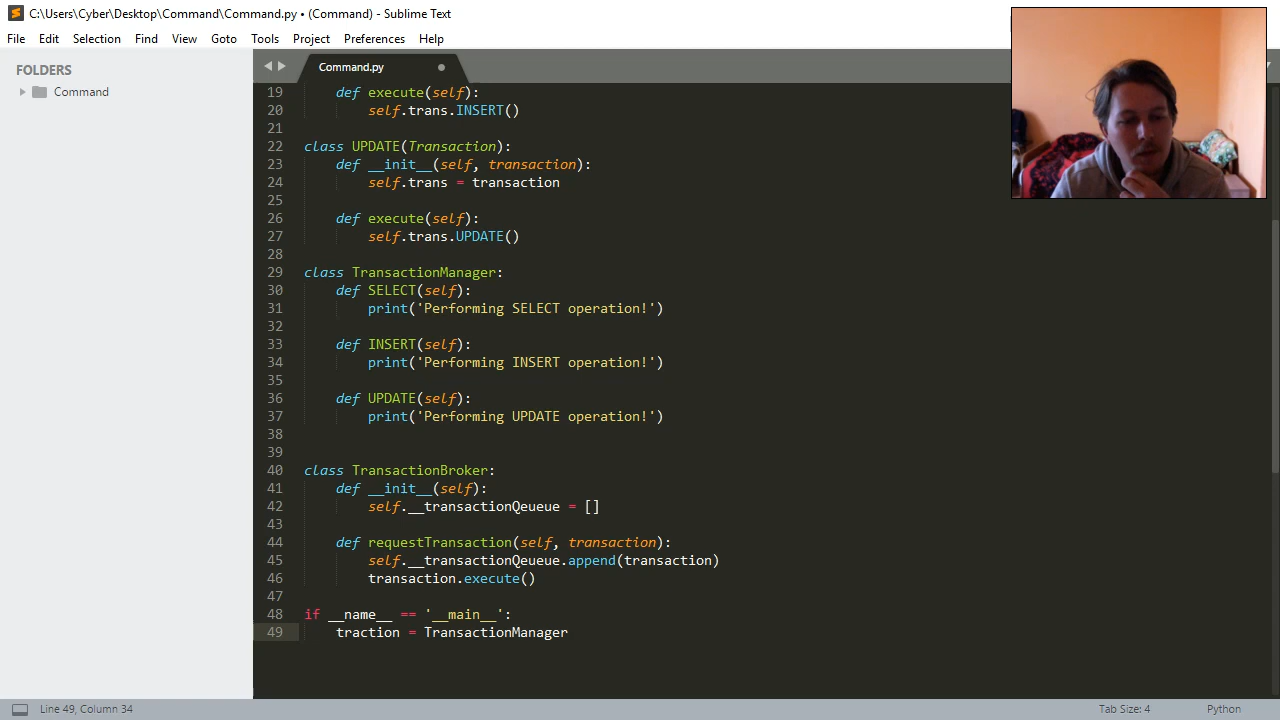 C:\Users\Cyber\Desktop\Command\Command.py • (Command) - Sublime Text
File Edit Selection Find View Goto Tools Project Preferences Help
FOLDERS
Command
Command.py
19 def execute(self):
20 self.trans.INSERT()
21
22 class UPDATE(Transaction):
23 def __init__(self, transaction):
24 self.trans = transaction
25
26 def execute(self):
27 self.trans.UPDATE()
28
29 class TransactionManager:
30 def SELECT(self):
31 print('Performing SELECT operation!')
32
33 def INSERT(self):
34 print('Performing INSERT operation!')
35
36 def UPDATE(self):
37 print('Performing UPDATE operation!')
38
39
40 class TransactionBroker:
41 def __init__(self):
42 self.__transactionQeueue = []
43
44 def requestTransaction(self, transaction):
45 self.__transactionQeueue.append(transaction)
46 transaction.execute()
47
48 if __name__ == '__main__':
49 traction = TransactionManager
Line 49, Column 34
Tab Size: 4
Python